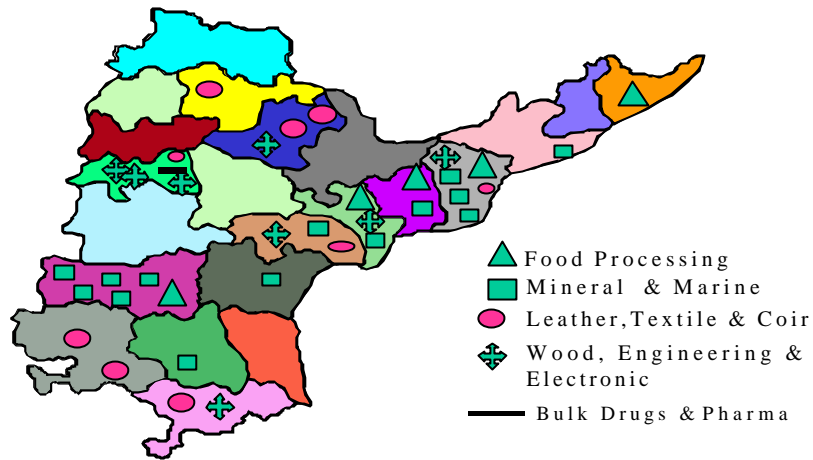 Food Processing
Mineral & Marine
Leather,Textile & Coir
Wood, Engineering &
Electronic
Bulk Drugs & Pharma